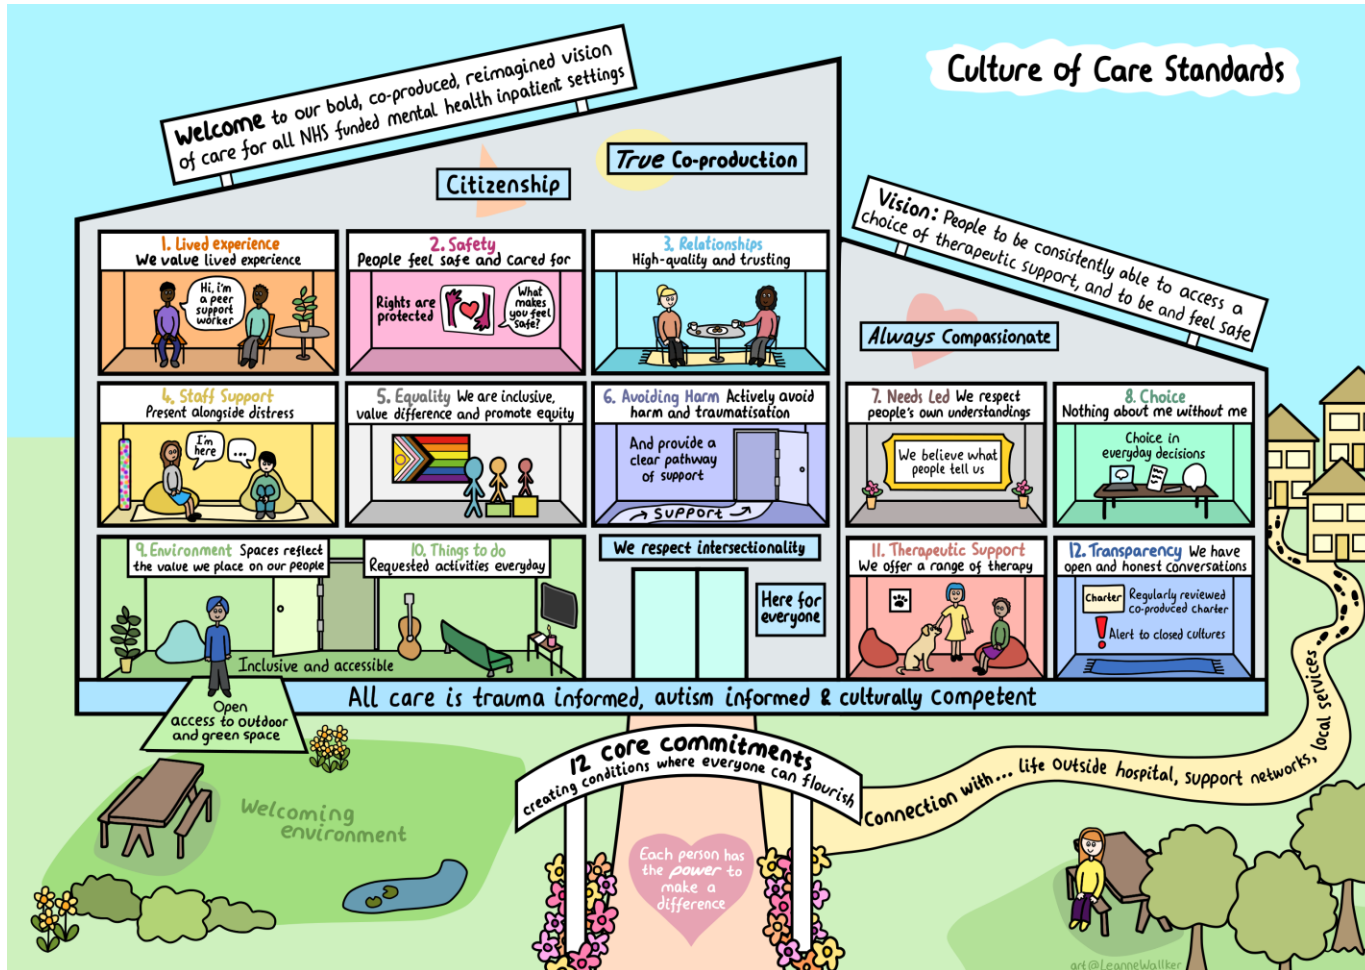 Culture of Care Standards
Welcome to our bold, co-produced, reimagined vision
of care for all NHS funded mental health inpatient settings
True Co-production
Citizenship
Vision: People to be consistently able to access a
choice of therapeutic support, and to be and feel safe
Always Compassionate
1. Lived experience
We value lived experience
Hi, i'm
a peer
support
worker
2. Safety
People feel safe and cared for
Rights are
protected
What
makes
you feel
safe?
3. Relationships
High-quality and trusting
4. Staff Support
Present alongside distress
I'm
here
...
5. Equality We are inclusive,
value difference and promote equity
6. Avoiding Harm Actively avoid
harm and traumatisation
And provide a
clear pathway
of support
SUPPORT
7. Needs Led We respect
people's own understandings
We believe what
people tell us
8. Choice
Nothing about me without me
Choice in
everyday decisions
9. Environment Spaces reflect
the value we place on our people
10. Things to do
Requested activities everyday
Inclusive and accessible
We respect intersectionality
Here for
everyone
11. Therapeutic Support
We offer a range of therapy
12. Transparency We have
open and honest conversations
Charter
Regularly reviewed
co-produced charter
! Alert to closed cultures
All care is trauma informed, autism informed & culturally competent
Open
access to outdoor
and green space
12 core commitments
creating conditions where everyone can flourish
Connection with... life outside hospital, support networks, local services
Welcoming
environment
Each person has
the power to
make a
difference
art@LeanneWallker